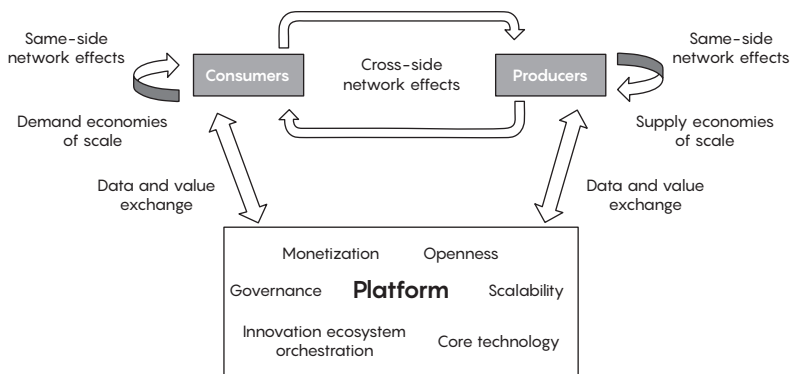 Same-side
network effects
Consumers
Cross-side
network effects
Producers
Same-side
network effects
Demand economies
of scale
Supply economies
of scale
Data and value
exchange
Data and value
exchange
Monetization
Openness
Governance
Platform
Scalability
Innovation ecosystem
orchestration
Core technology